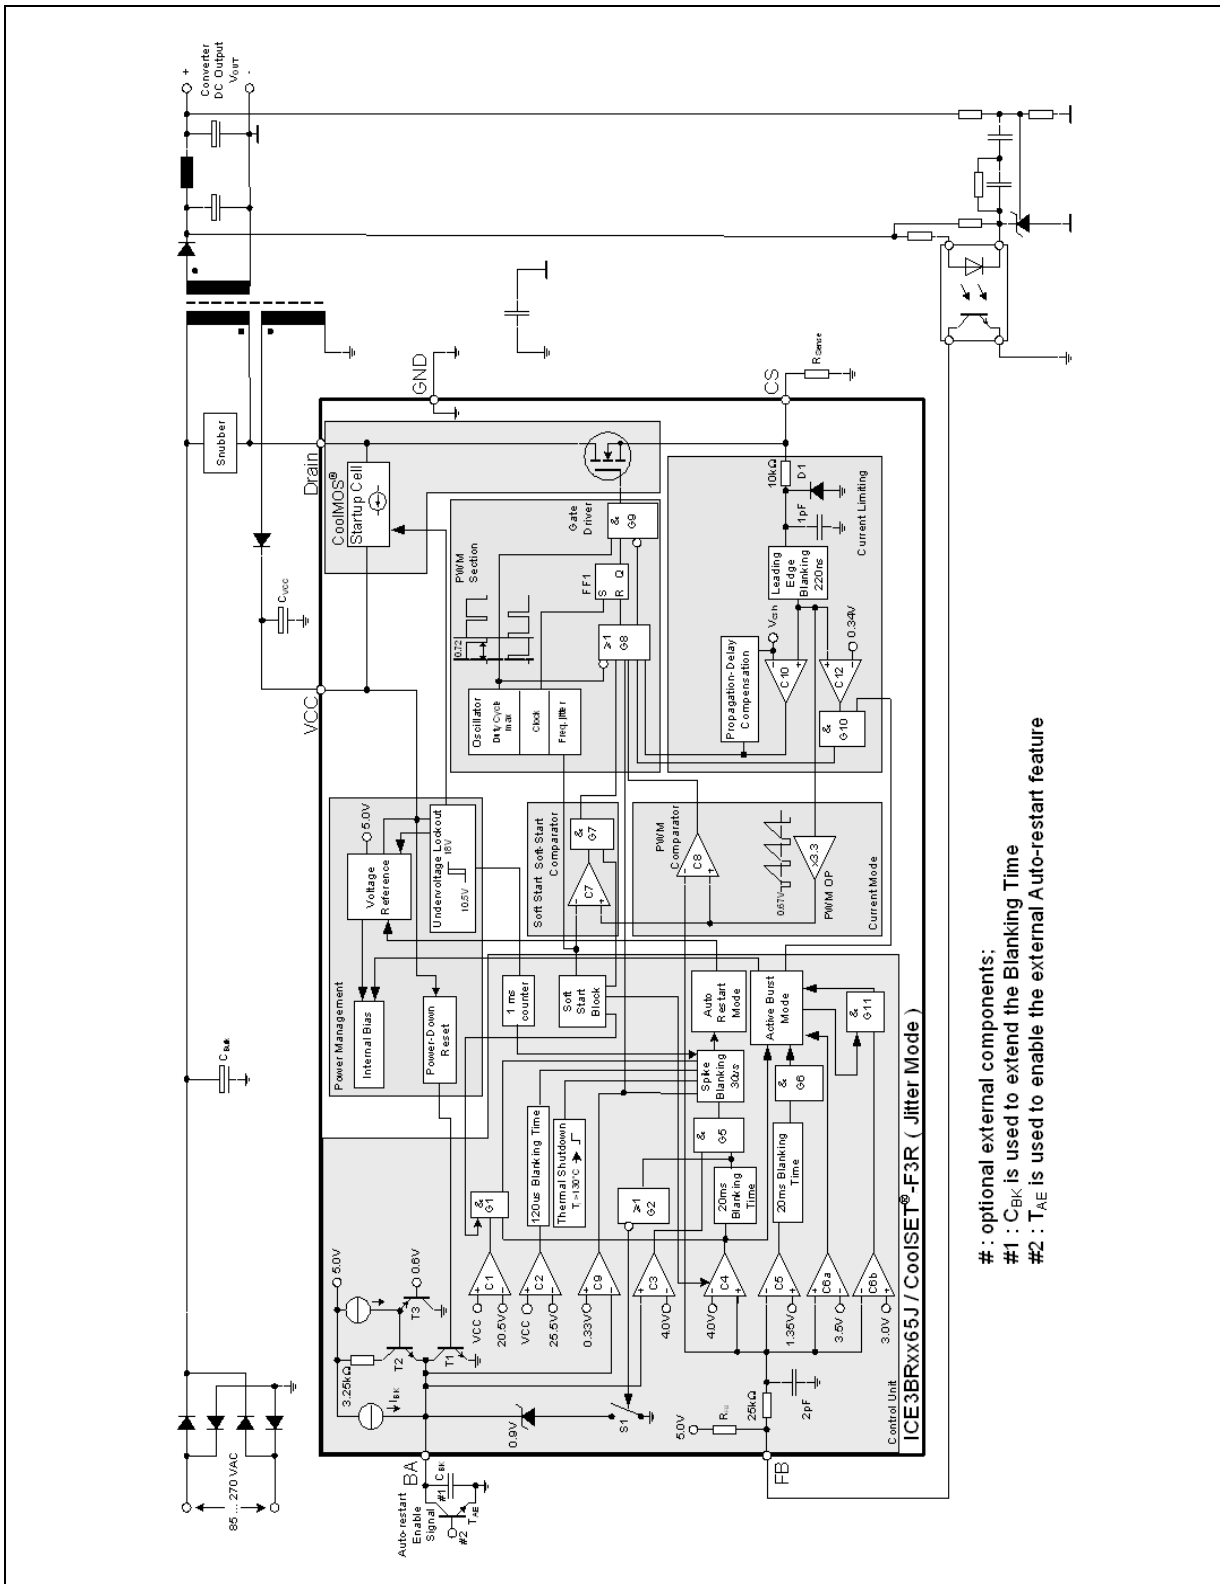 +
Converter
DC Output
VOUT
-
Snubber
CVCC
CBulk
85 ... 270 VAC
Drain
VCC
GND
CS
RSense
CoolMOS®
Startup Cell
PWM
Section
0.72
Oscillator
Duty Cycle
max
Clock
Freq. jitter
Gate
Driver
FF1
S
R Q
≥1
G8
&
G9
Power Management
Internal Bias
Voltage
Reference
5.0V
Undervoltage Lockout
18V
10.5V
Power-Down
Reset
1 ms
counter
Soft Start
Soft-Start
Comparator
C7
&
G7
Soft
Start
Block
PWM
Comparator
C8
0.67V
x3.3
PWM OP
Current Mode
Propagation-Delay
Compensation
Vcsth
C10
Leading
Edge
Blanking
220ns
10kΩ
D1
1pF
C12
0.34V
&
G10
Current Limiting
Auto
Restart
Mode
Active Burst
Mode
Spike
Blanking
30us
&
G1
120us Blanking Time
Thermal Shutdown
Tj >130°C
≥1
G2
&
G5
20ms
Blanking
Time
20ms Blanking
Time
&
G6
&
G11
5.0V
3.25kΩ
IBK
T2
T3
0.6V
T1
0.9V
S1
VCC
C1
20.5V
VCC
C2
25.5V
0.33V
C9
C3
4.0V
4.0V
C4
C5
1.35V
C6a
3.5V
C6b
3.0V
5.0V
25kΩ
2pF
Control Unit
BA
FB
Auto-restart
Enable
Signal
#1
CBK
#2
TAE
ICE3BRxx65J / CoolSET®-F3R ( Jitter Mode )
# : optional external components;
#1 : CBK is used to extend the Blanking Time
#2 : TAE is used to enable the external Auto-restart feature